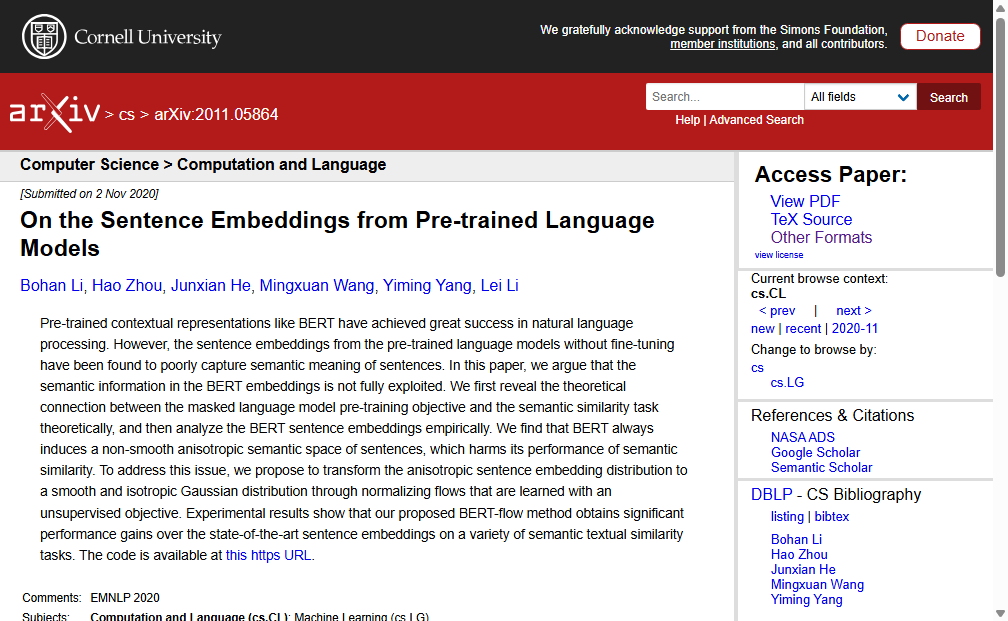 Cornell University
We gratefully acknowledge support from the Simons Foundation,
member institutions, and all contributors.
Donate
arXiv > cs > arXiv:2011.05864
Search...
All fields
Search
Help | Advanced Search
Computer Science > Computation and Language
[Submitted on 2 Nov 2020]
On the Sentence Embeddings from Pre-trained Language
Models
Bohan Li, Hao Zhou, Junxian He, Mingxuan Wang, Yiming Yang, Lei Li
Pre-trained contextual representations like BERT have achieved great success in natural language
processing. However, the sentence embeddings from the pre-trained language models without fine-tuning
have been found to poorly capture semantic meaning of sentences. In this paper, we argue that the
semantic information in the BERT embeddings is not fully exploited. We first reveal the theoretical
connection between the masked language model pre-training objective and the semantic similarity task
theoretically, and then analyze the BERT sentence embeddings empirically. We find that BERT always
induces a non-smooth anisotropic semantic space of sentences, which harms its performance of semantic
similarity. To address this issue, we propose to transform the anisotropic sentence embedding distribution to
a smooth and isotropic Gaussian distribution through normalizing flows that are learned with an
unsupervised objective. Experimental results show that our proposed BERT-flow method obtains significant
performance gains over the state-of-the-art sentence embeddings on a variety of semantic textual similarity
tasks. The code is available at this https URL.
Comments: EMNLP 2020
Subjects: Computation and Language (cs.CL); Machine Learning (cs.LG)
Access Paper:
View PDF
TeX Source
Other Formats
view license
Current browse context:
cs.CL
< prev | next >
new | recent | 2020-11
Change to browse by:
cs
cs.LG
References & Citations
NASA ADS
Google Scholar
Semantic Scholar
DBLP - CS Bibliography
listing | bibtex
Bohan Li
Hao Zhou
Junxian He
Mingxuan Wang
Yiming Yang